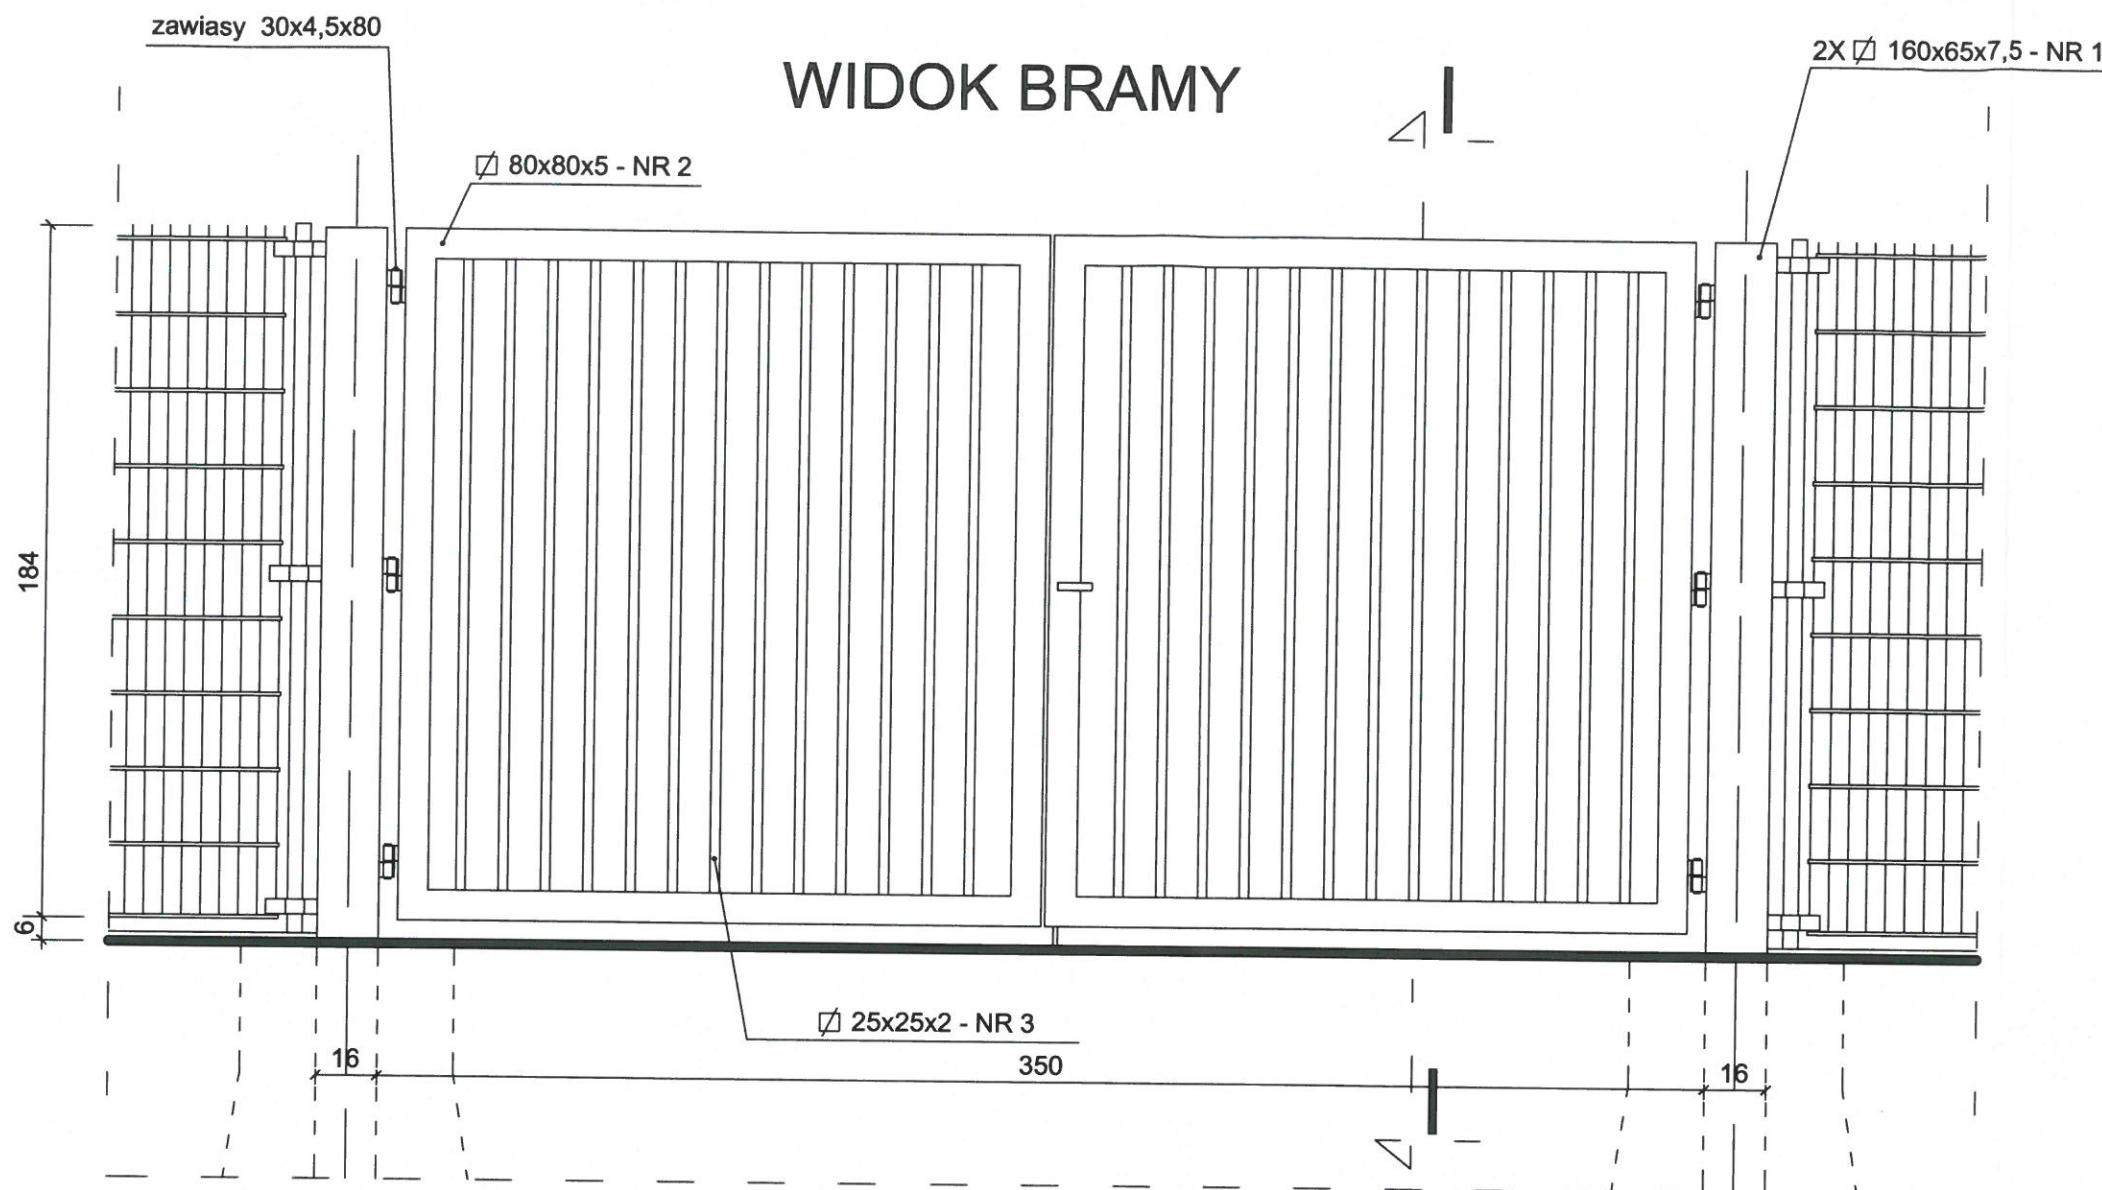 zawiasy 30x4,5x80
WIDOK BRAMY
2X 160x65x7,5 - NR 1
80x80x5 - NR 2
184
6
25x25x2 - NR 3
16
350
16